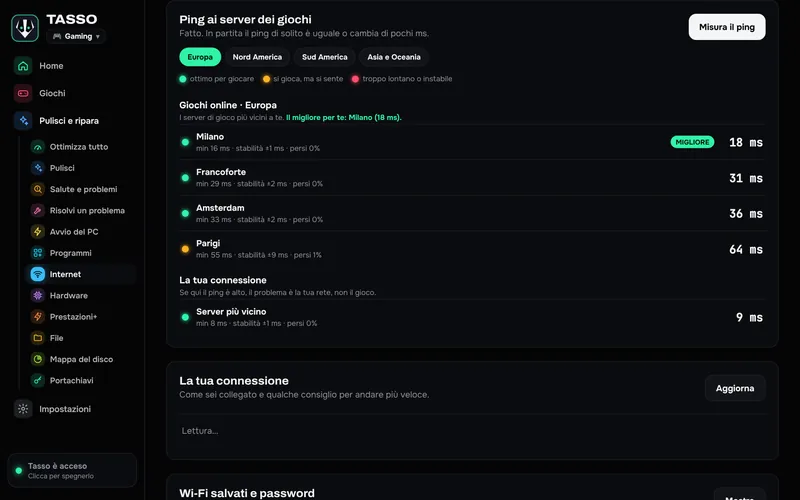 TASSO
Gaming
Home
Giochi
Pulisci e ripara
Ottimizza tutto
Pulisci
Salute e problemi
Risolvi un problema
Avvio del PC
Programmi
Internet
Hardware
Prestazioni+
File
Mappa del disco
Portachiavi
Impostazioni
Tasso è acceso
Clicca per spegnerlo
Ping ai server dei giochi
Fatto. In partita il ping di solito è uguale o cambia di pochi ms.
Misura il ping
Europa
Nord America
Sud America
Asia e Oceania
ottimo per giocare
si gioca, ma si sente
troppo lontano o instabile
Giochi online · Europa
I server di gioco più vicini a te. Il migliore per te: Milano (18 ms).
Milano
min 16 ms · stabilità ±1 ms · persi 0%
MIGLIORE
18 ms
Francoforte
min 29 ms · stabilità ±2 ms · persi 0%
31 ms
Amsterdam
min 33 ms · stabilità ±2 ms · persi 0%
36 ms
Parigi
min 55 ms · stabilità ±9 ms · persi 1%
64 ms
La tua connessione
Se qui il ping è alto, il problema è la tua rete, non il gioco.
Server più vicino
min 8 ms · stabilità ±1 ms · persi 0%
9 ms
La tua connessione
Come sei collegato e qualche consiglio per andare più veloce.
Aggiorna
Lettura…
Wi-Fi salvati e password